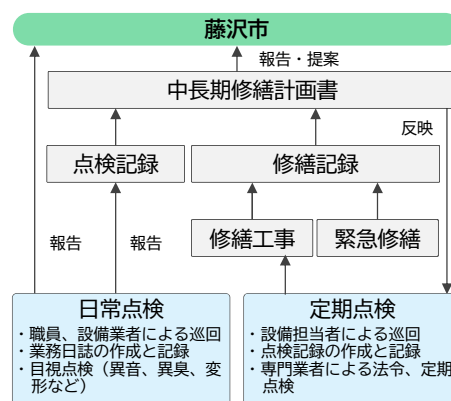 藤沢市
報告・提案
中長期修繕計画書
反映
点検記録
修繕記録
修繕工事
緊急修繕
報告
報告
日常点検
・職員、設備業者による巡回
・業務日誌の作成と記録
・目視点検（異音、異臭、変
形など）
定期点検
・設備担当者による巡回
・点検記録の作成と記録
・専門業者による法令、定期
点検